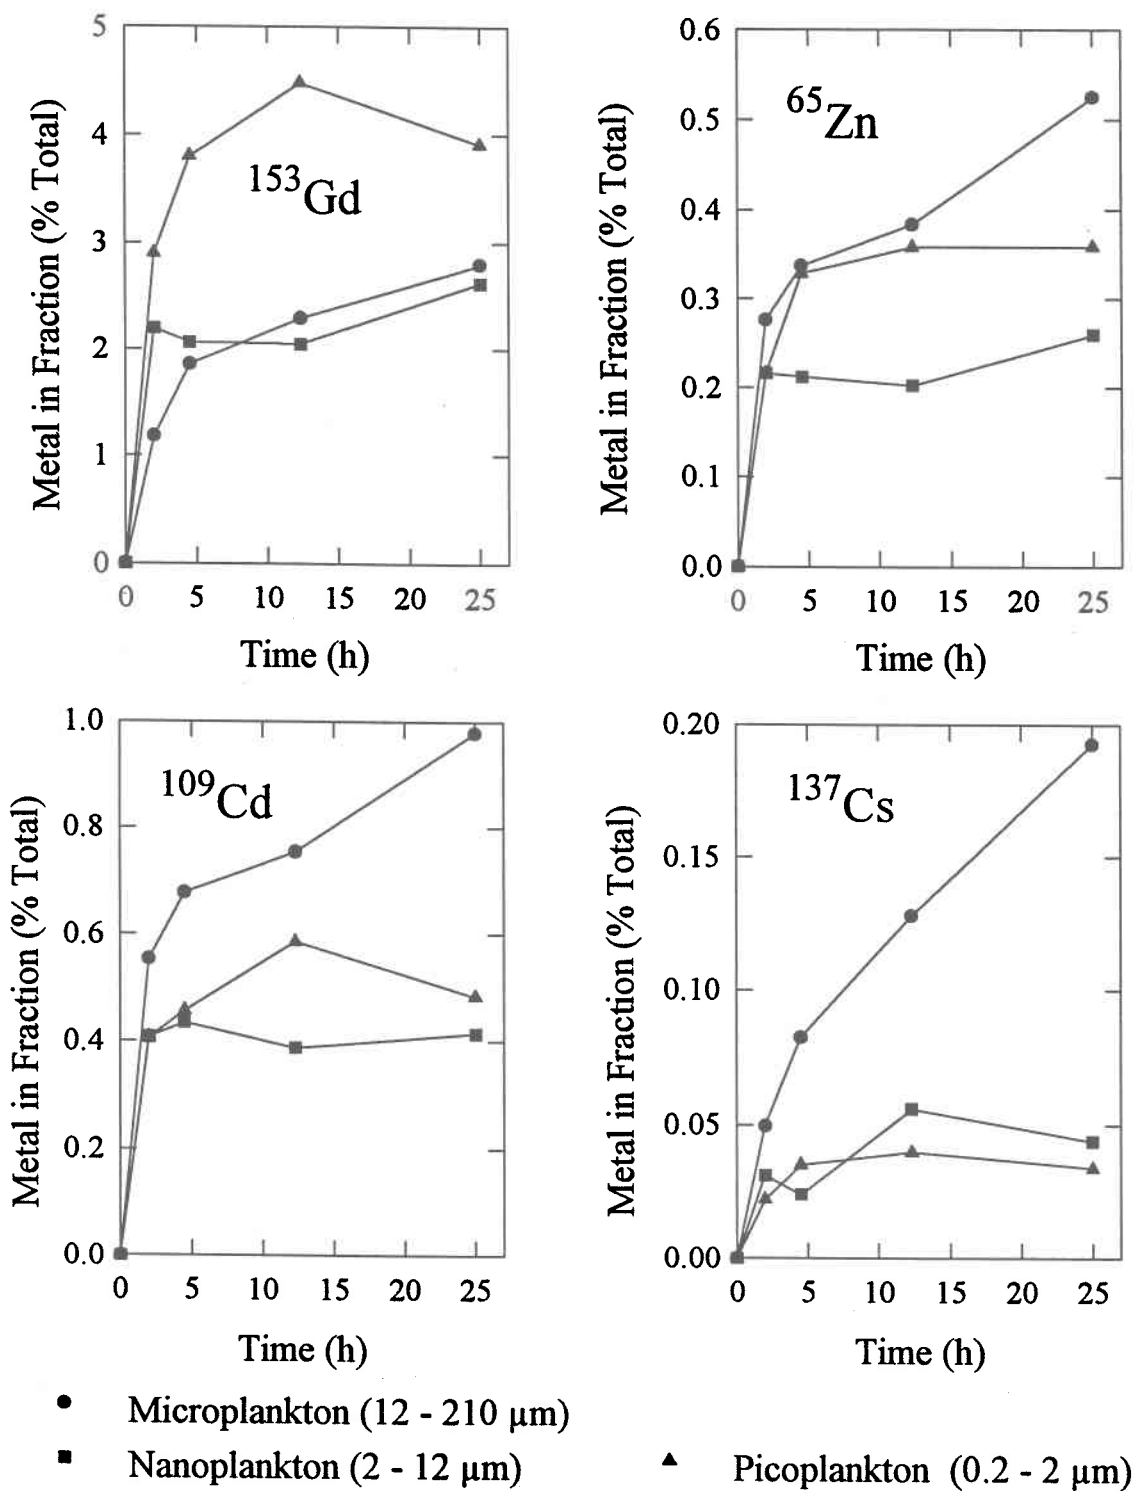 5
4
3
2
1
0
Metal in Fraction (% Total)
153Gd
0 5 10 15 20 25
Time (h)
0.6
0.5
0.4
0.3
0.2
0.1
0.0
Metal in Fraction (% Total)
65Zn
0 5 10 15 20 25
Time (h)
1.0
0.8
0.6
0.4
0.2
0.0
Metal in Fraction (% Total)
109Cd
0 5 10 15 20 25
Time (h)
0.20
0.15
0.10
0.05
0.00
Metal in Fraction (% Total)
137Cs
0 5 10 15 20 25
Time (h)
Microplankton (12 - 210 µm)
Nanoplankton (2 - 12 µm)
Picoplankton (0.2 - 2 µm)